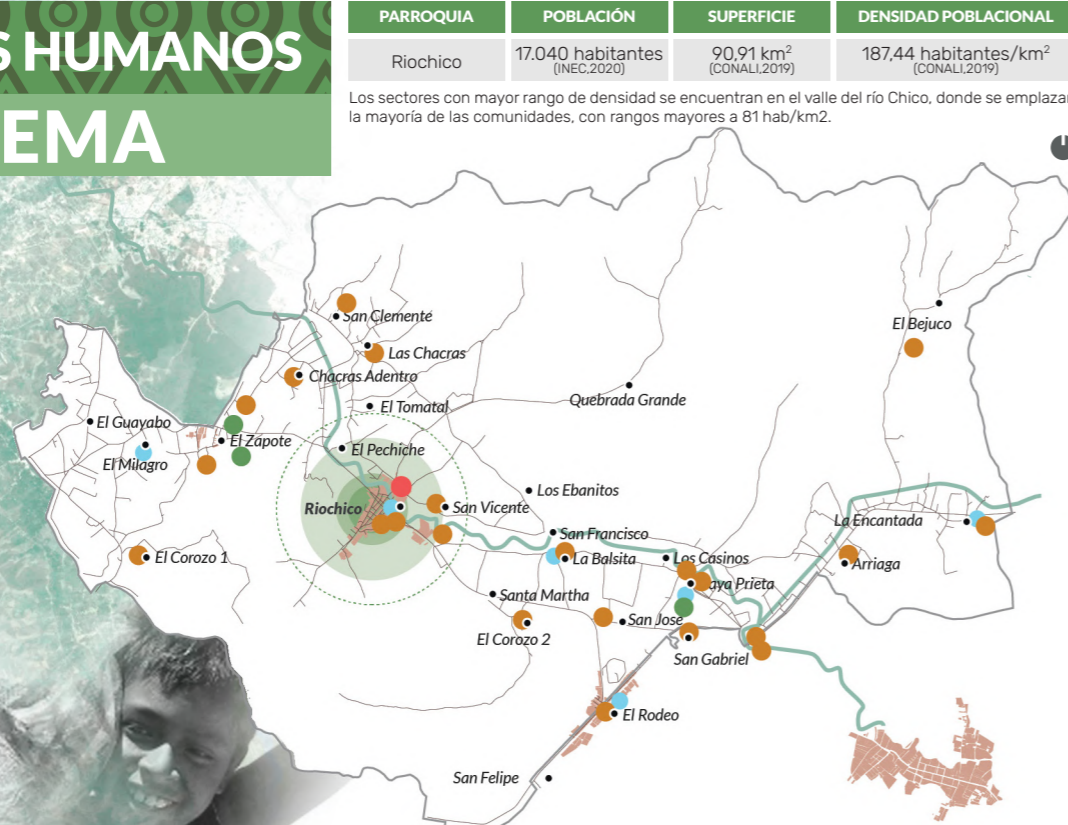 S HUMANOS
EMA
PARROQUIA
POBLACIÓN
SUPERFICIE
DENSIDAD POBLACIONAL
Riochico
17.040 habitantes
(INEC,2020)
90,91 km²
(CONALI,2019)
187,44 habitantes/km²
(CONALI,2019)
Los sectores con mayor rango de densidad se encuentran en el valle del río Chico, donde se emplazan
la mayoría de las comunidades, con rangos mayores a 81 hab/km2.
San Clemente
El Bejuco
Las Chacras
Chacras Adentro
Quebrada Grande
El Tomatal
El Guayabo
El Zapote
El Pechiche
El Milagro
Los Ebanitos
Riochico
San Vicente
La Encantada
San Francisco
El Corozo 1
La Balsita
Los Casinos
Arriaga
aya Prieta
Santa Martha
San Jose
El Corozo 2
San Gabriel
El Rodeo
San Felipe